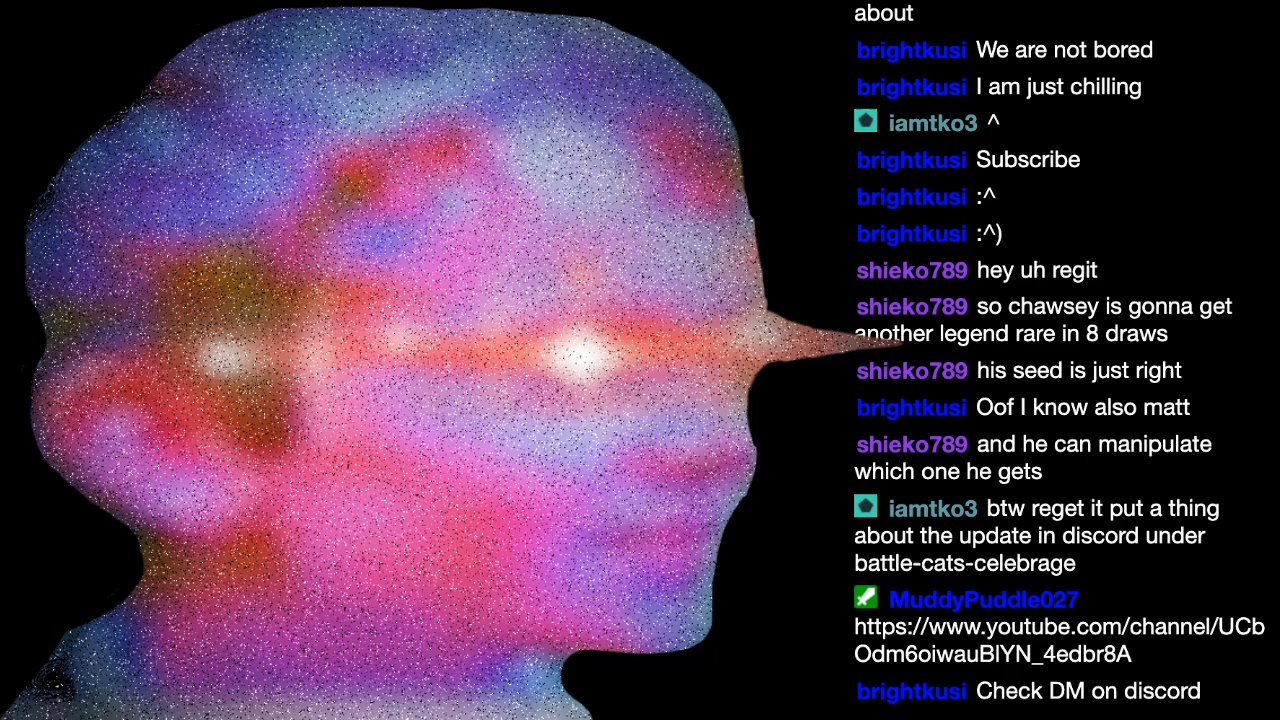 about
brightkusi We are not bored
brightkusi I am just chilling
iamtko3 ^
brightkusi Subscribe
brightkusi :^
brightkusi :^)
shieko789 hey uh regit
shieko789 so chawsey is gonna get
another legend rare in 8 draws
shieko789 his seed is just right
brightkusi Oof I know also matt
shieko789 and he can manipulate
which one he gets
iamtko3 btw reget it put a thing
about the update in discord under
battle-cats-celebrage
MuddyPuddle027
https://www.youtube.com/channel/UCb
Odm6oiwauBlYN_4edbr8A
brightkusi Check DM on discord